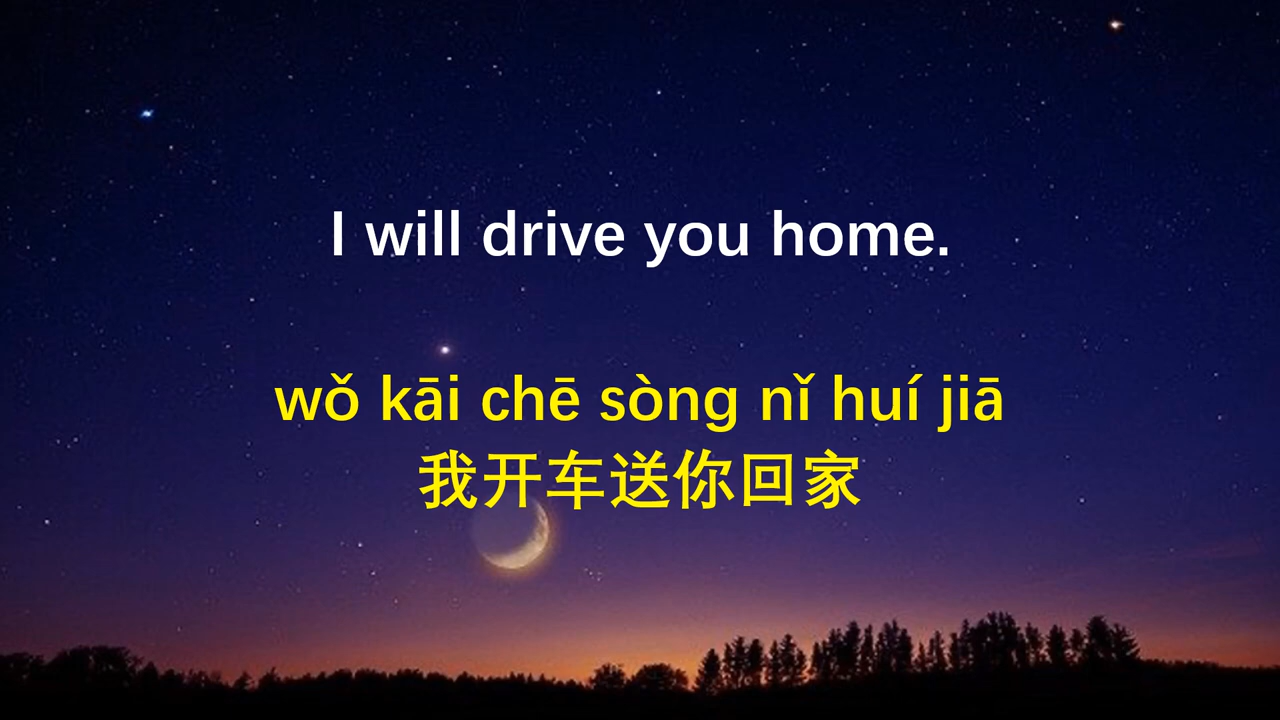 I will drive you home.
wǒ kāi chē sòng nǐ huí jiā
我开车送你回家